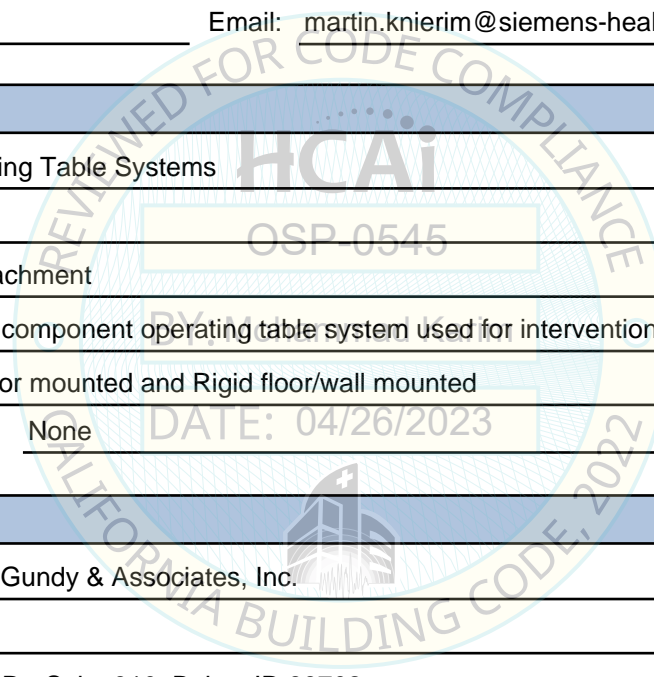 Email: martin.knierim@siemens-heal
REVIEWED FOR CODE COMPLIANCE
HCAi
ing Table Systems
OSP-0545
achment
component operating table system used for intervention
BY: Mohammad Karim
or mounted and Rigid floor/wall mounted
None
DATE: 04/26/2023
Gundy & Associates, Inc.
CALIFORNIA BUILDING CODE, 2022